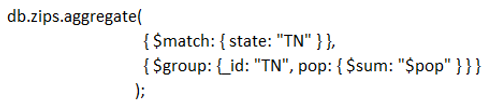 db.zips.aggregate(
{ $match: { state: "TN" } },
{ $group: {_id: "TN", pop: { $sum: "$pop" } } }
);